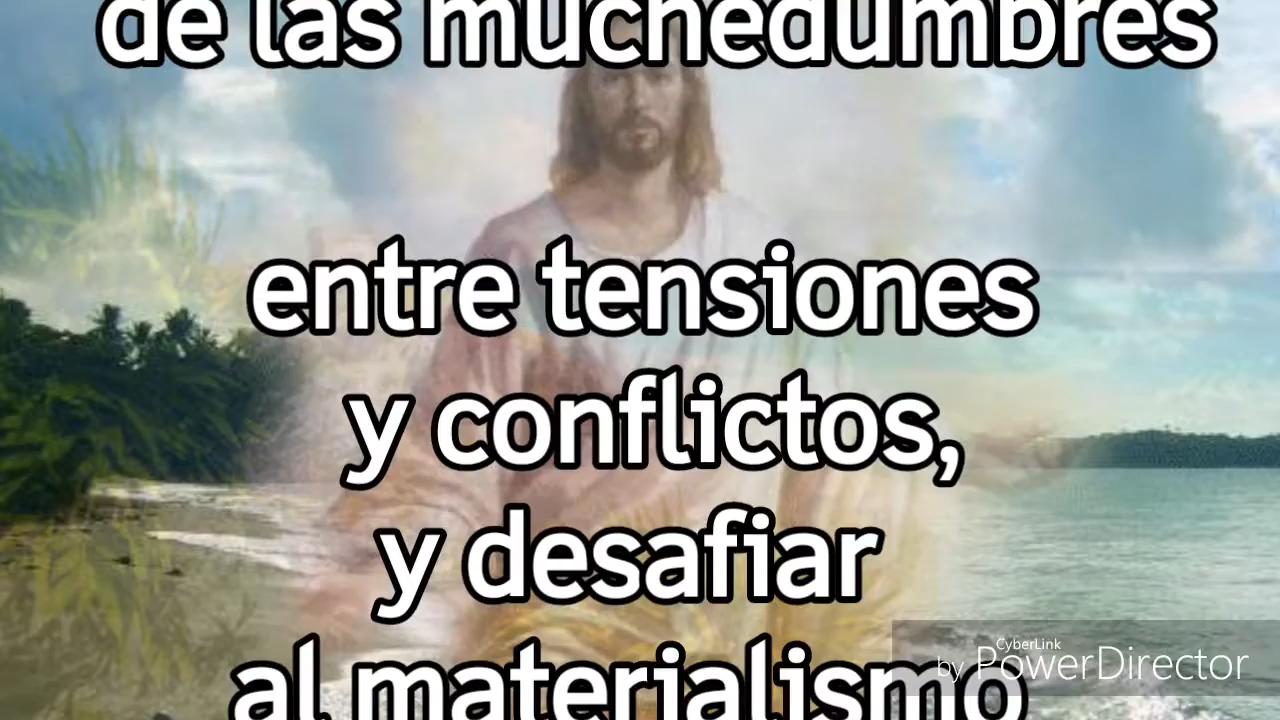 de las muchedumbres
entre tensiones
y conflictos,
y desafiar
al materialismo
CyberLink
by PowerDirector